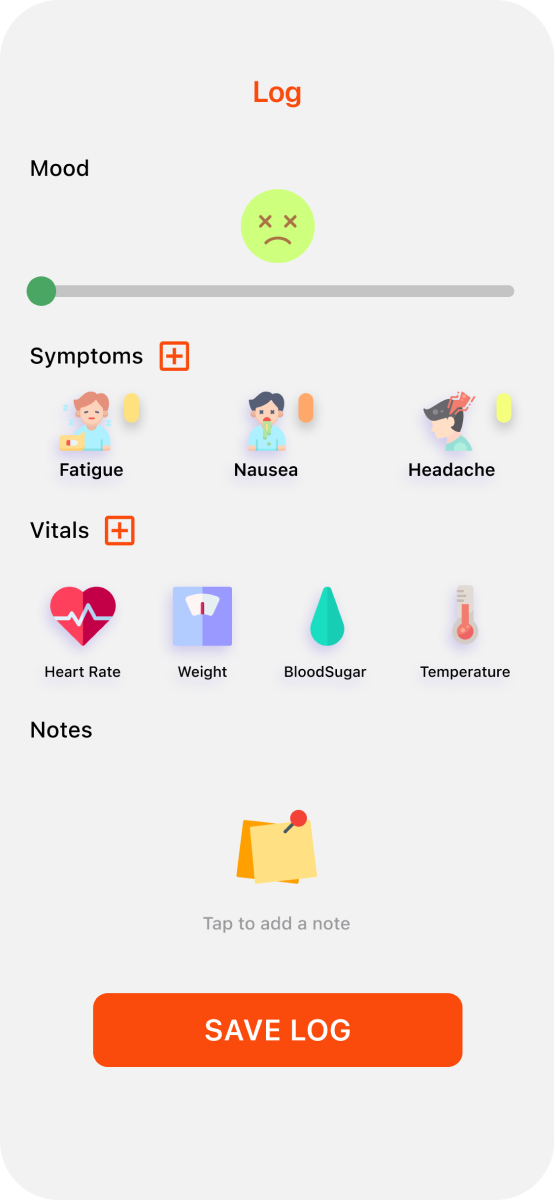 Log
Mood
Symptoms
Fatigue
Nausea
Headache
Vitals
Heart Rate
Weight
BloodSugar
Temperature
Notes
Tap to add a note
SAVE LOG